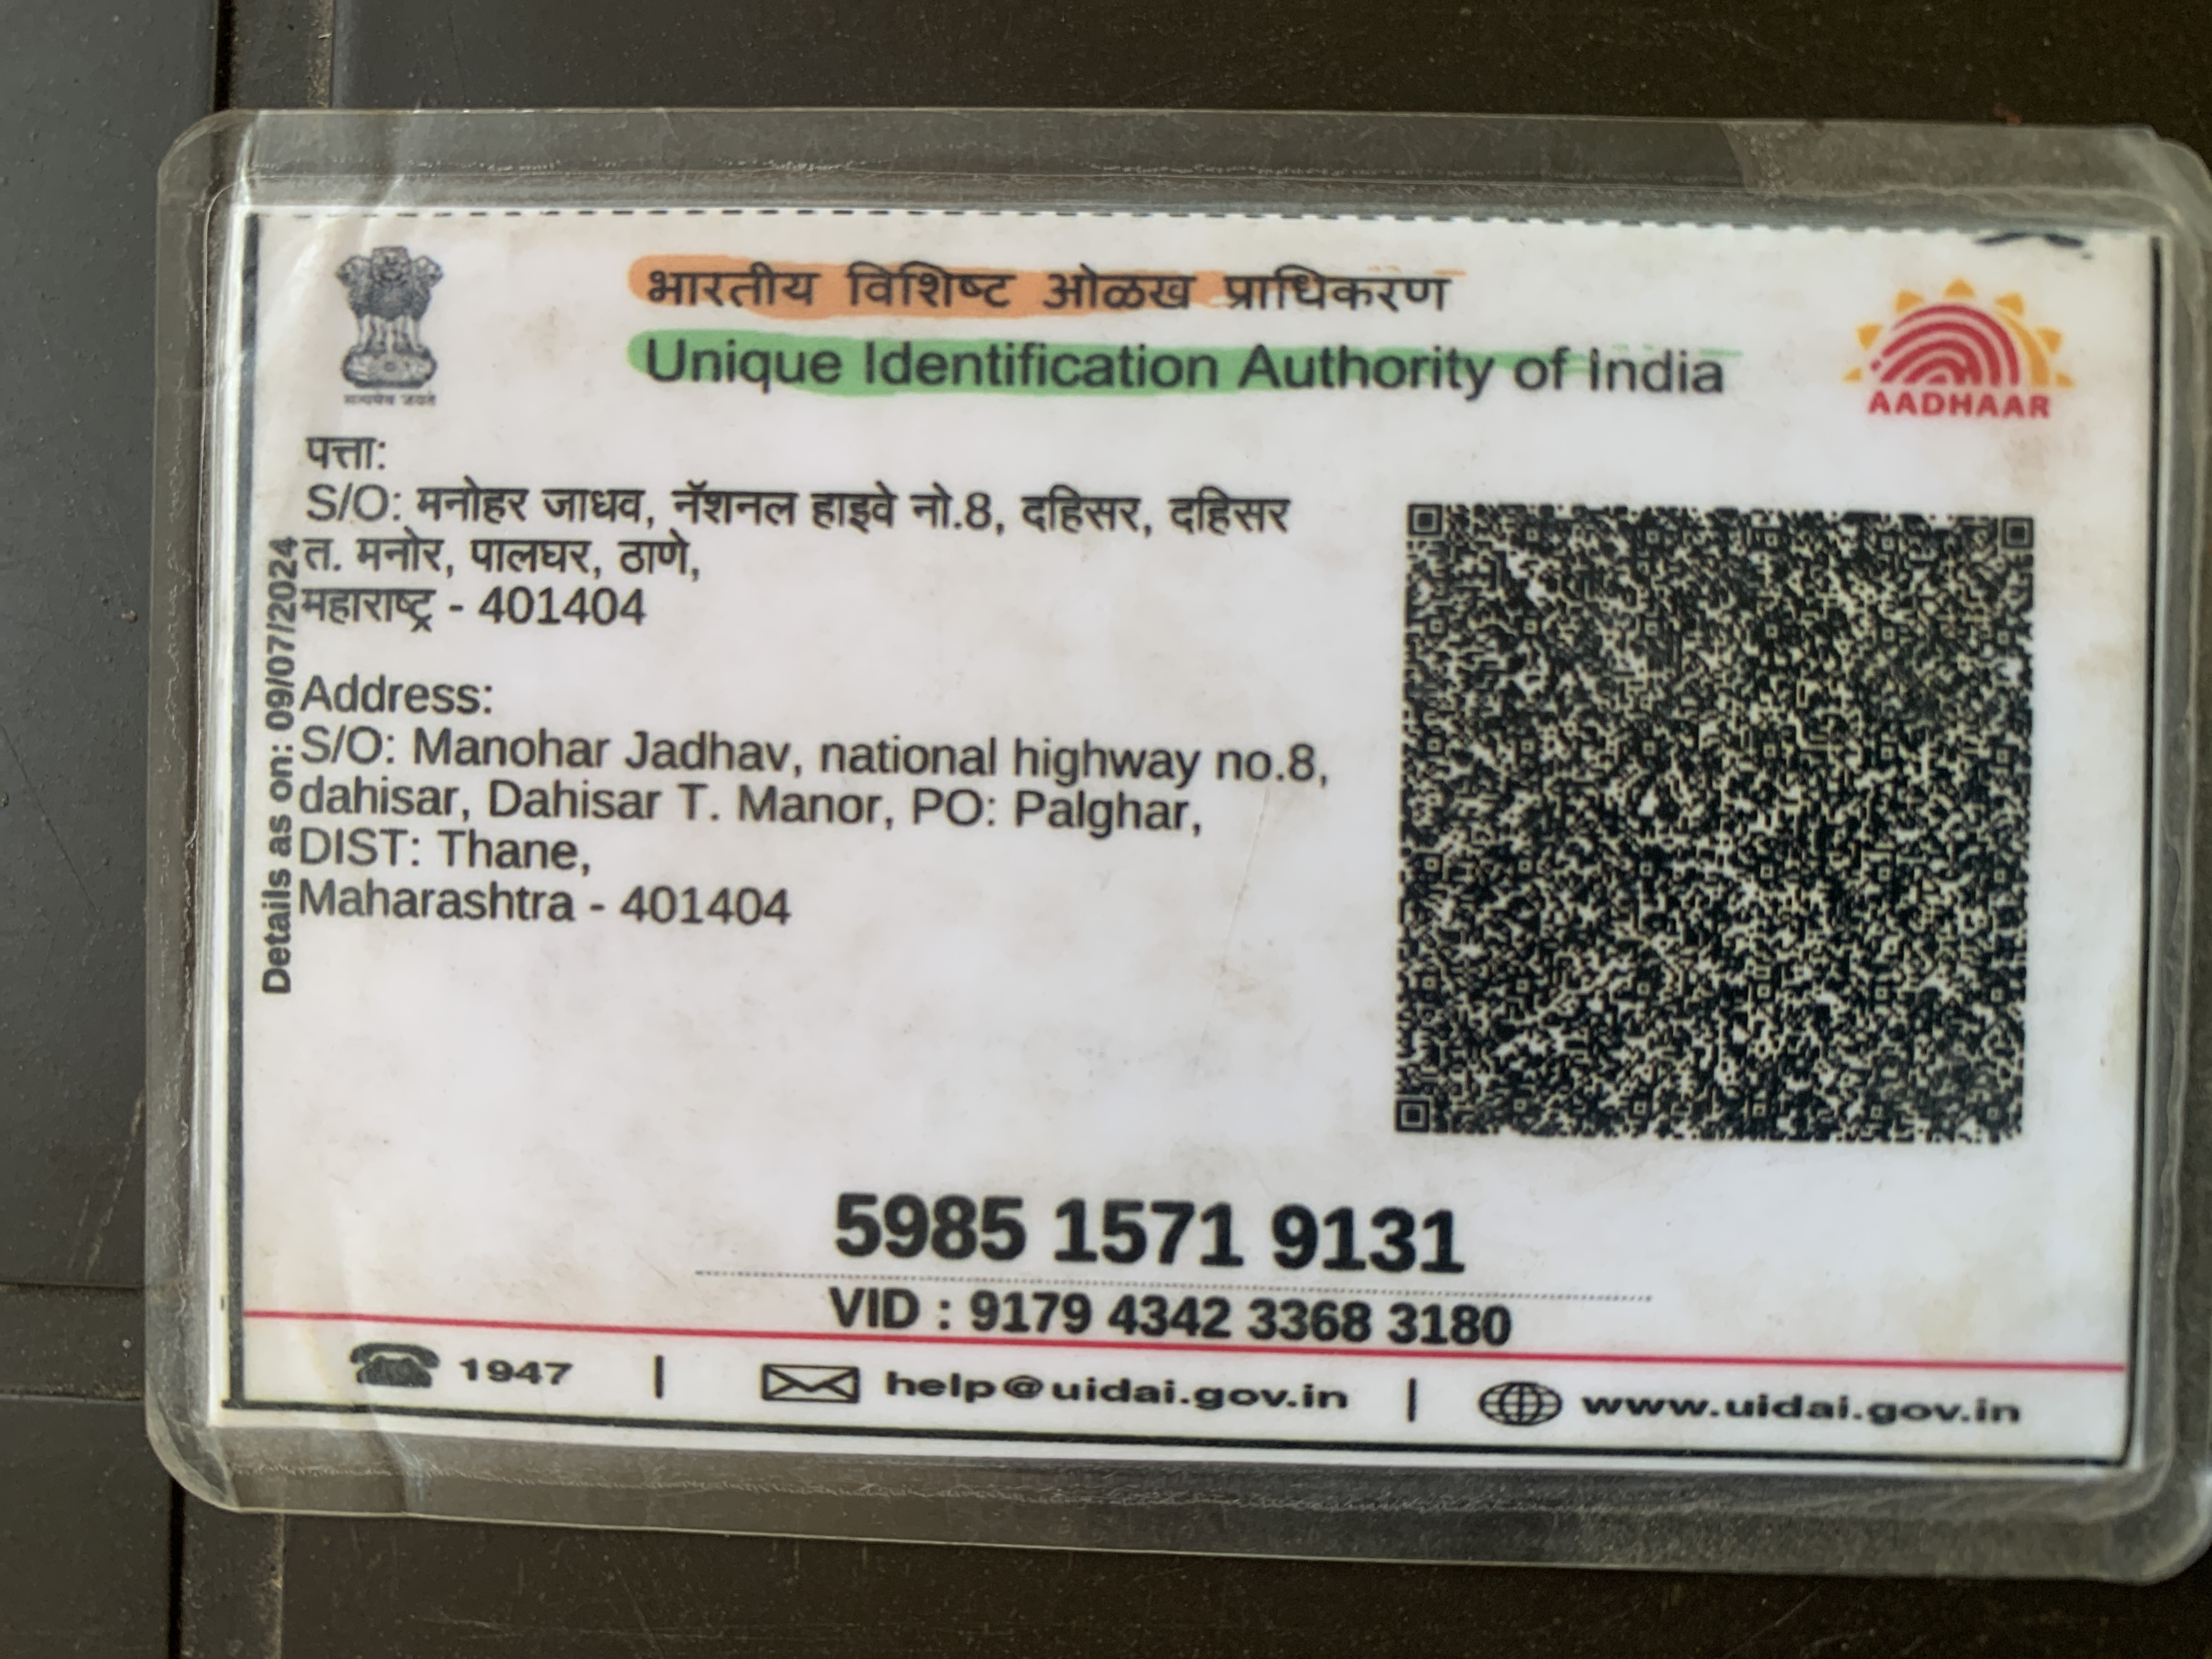 भारतीय विशिष्ट ओळख प्राधिकरण
Unique Identification Authority of India
सत्यमेव जयते
AADHAAR
पत्ता:
S/O: मनोहर जाधव, नॅशनल हाइवे नो.8, दहिसर, दहिसर
त. मनोर, पालघर, ठाणे,
महाराष्ट्र - 401404
Address:
S/O: Manohar Jadhav, national highway no.8,
dahisar, Dahisar T. Manor, PO: Palghar,
DIST: Thane,
Maharashtra - 401404
Details as on: 09/07/2024
5985 1571 9131
VID : 9179 4342 3368 3180
1947 | help@uidai.gov.in | www.uidai.gov.in